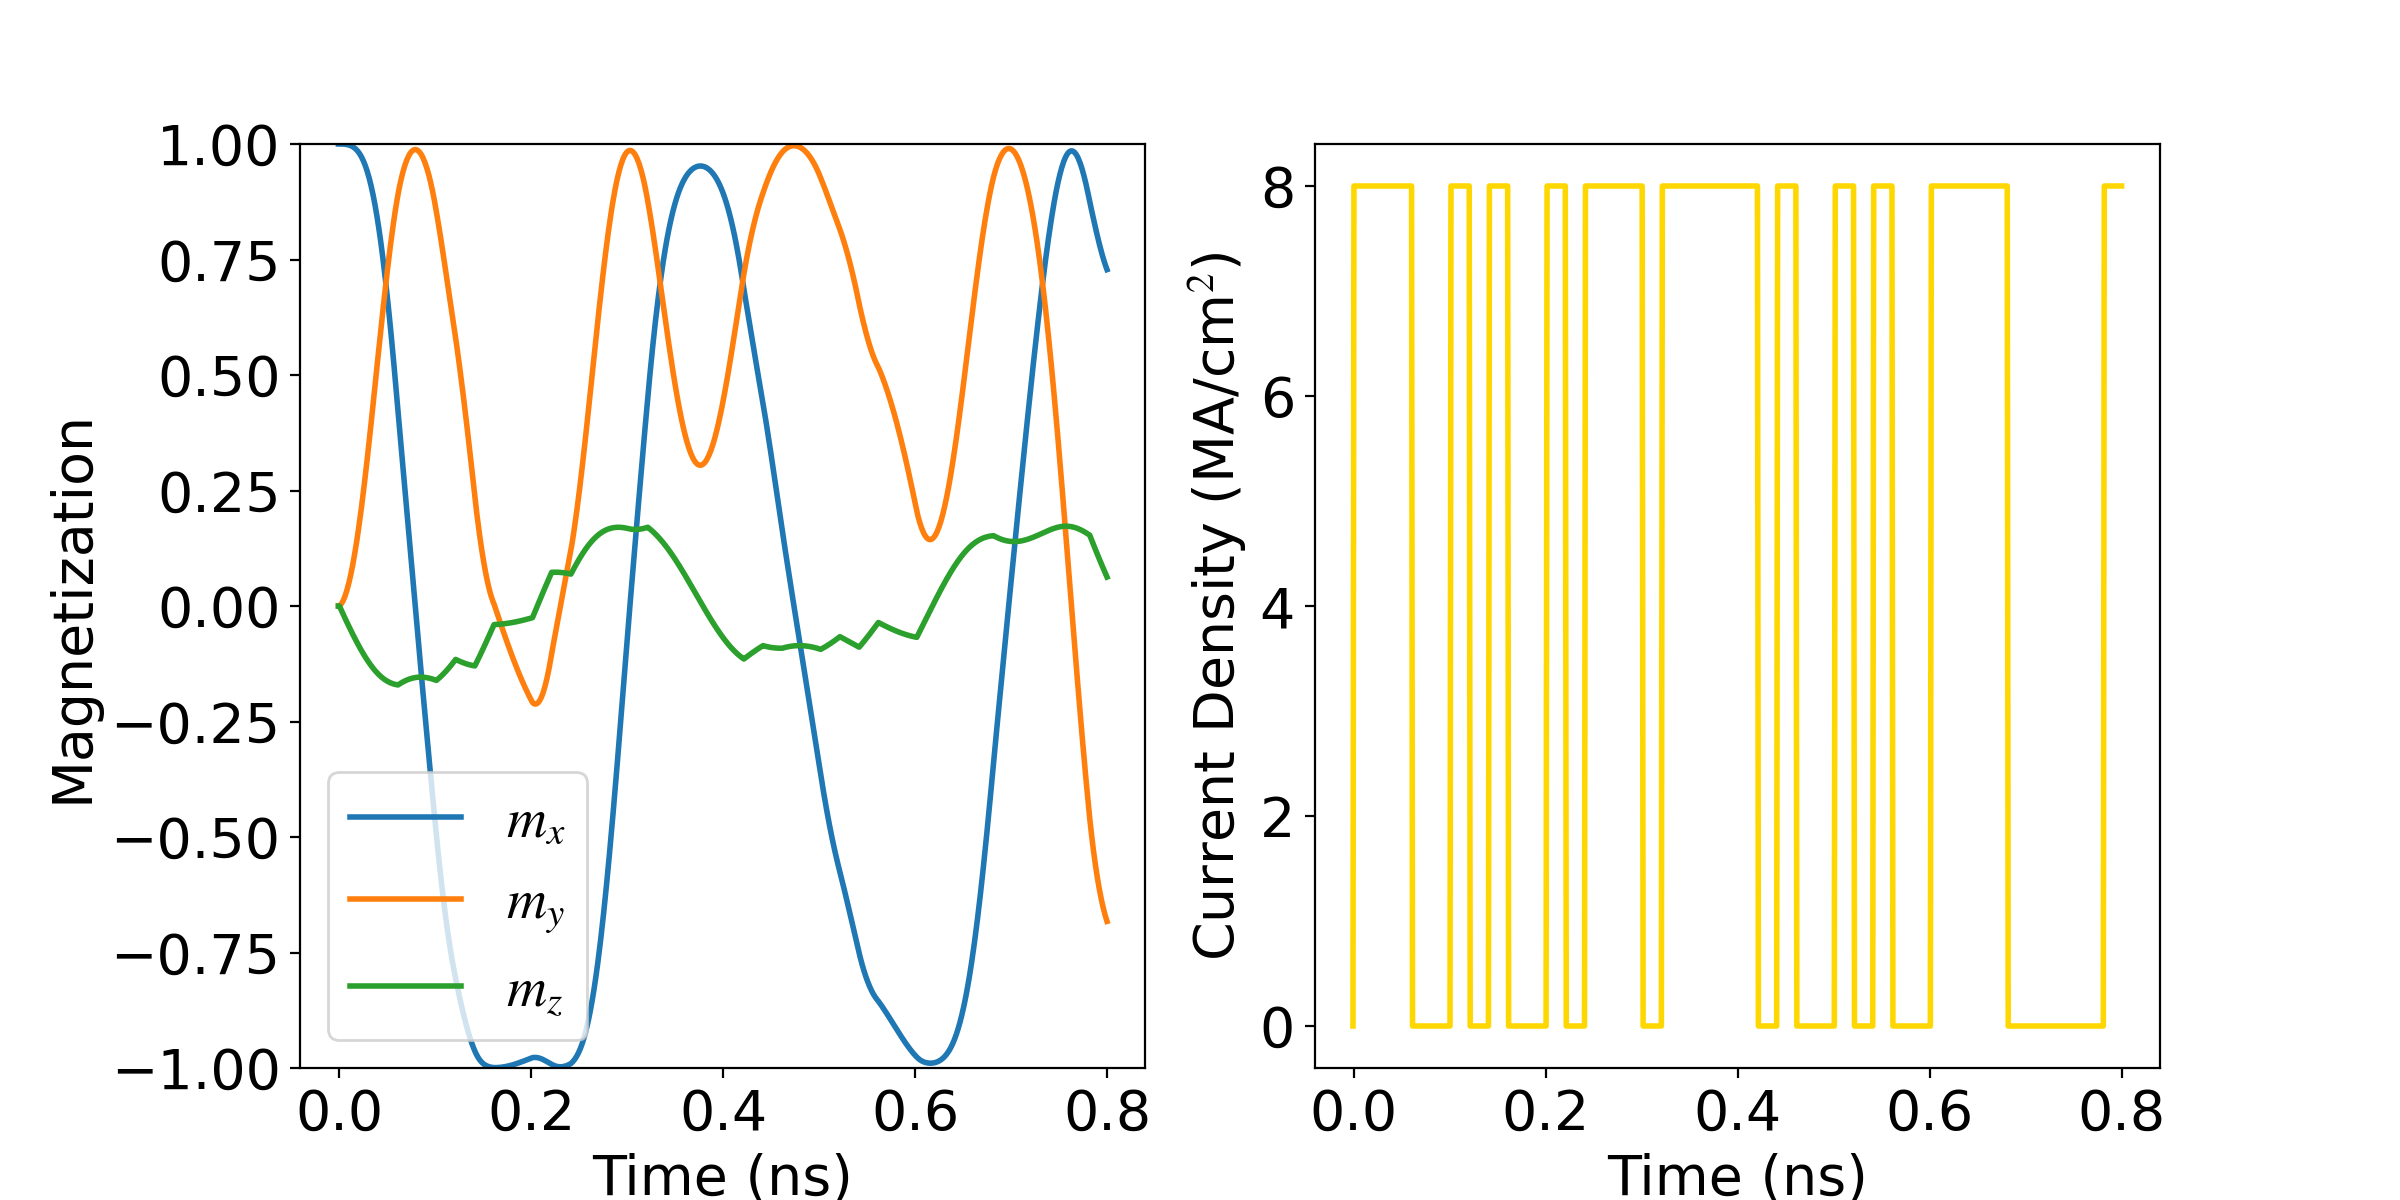 Magnetization
1.00
0.75
0.50
0.25
0.00
−0.25
−0.50
−0.75
−1.00
m_x
m_y
m_z
0.0 0.2 0.4 0.6 0.8
Time (ns)
Current Density (MA/cm²)
8
6
4
2
0
0.0 0.2 0.4 0.6 0.8
Time (ns)